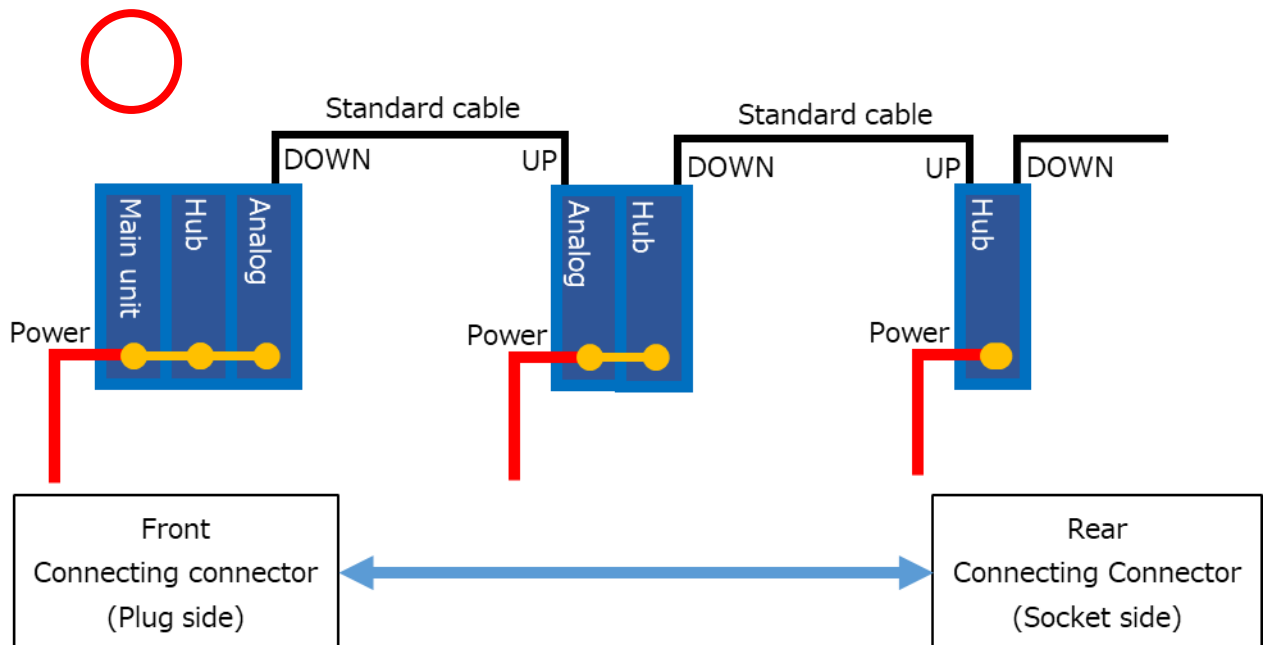 Standard cable
Standard cable
DOWN
UP
DOWN
UP
DOWN
Main unit
Hub
Analog
Analog
Hub
Hub
Power
Power
Power
Front
Connecting connector
(Plug side)
Rear
Connecting Connector
(Socket side)